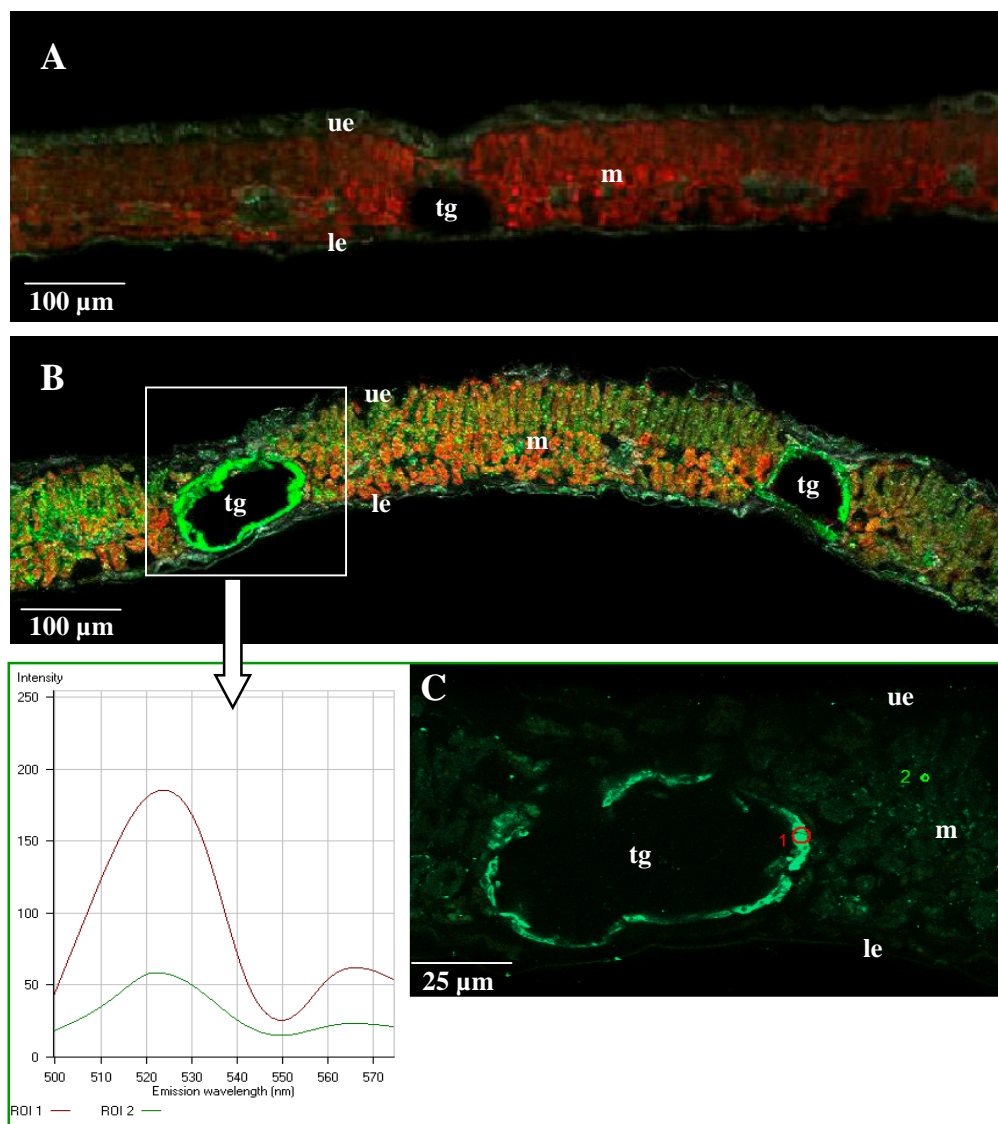 A
ue
m
tg
le
100 µm
B
ue
m
tg
tg
le
100 µm
Intensity
250
200
150
100
50
0
500 510 520 530 540 550 560 570
Emission wavelength (nm)
ROI 1 ROI 2
C
ue
2
m
1
tg
le
25 µm